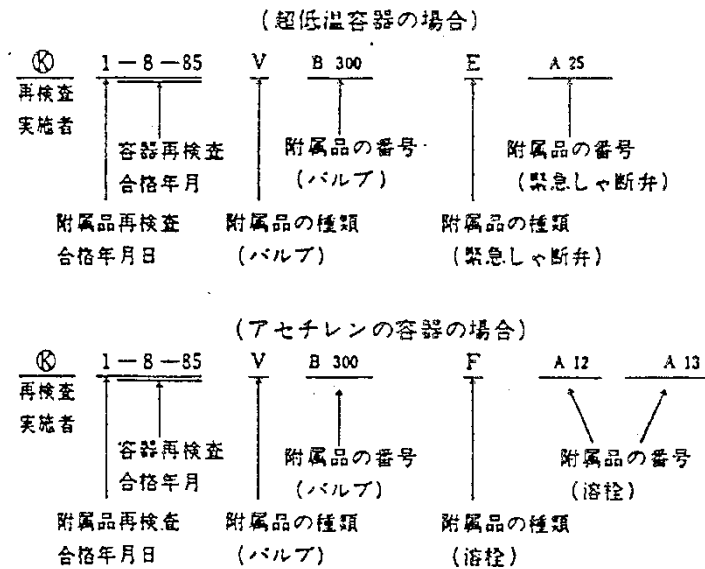 (超低温容器の場合)
Ⓚ 1-8-85 V B 300 E A 25
再検査
実施者
容器再検査
合格年月
附属品の番号
(バルブ)
附属品の番号
(緊急しゃ断弁)
附属品再検査
合格年月日
附属品の種類
(バルブ)
附属品の種類
(緊急しゃ断弁)
(アセチレンの容器の場合)
Ⓚ 1-8-85 V B 300 F A 12 A 13
再検査
実施者
容器再検査
合格年月
附属品の番号
(バルブ)
附属品の番号
(溶栓)
附属品再検査
合格年月日
附属品の種類
(バルブ)
附属品の種類
(溶栓)